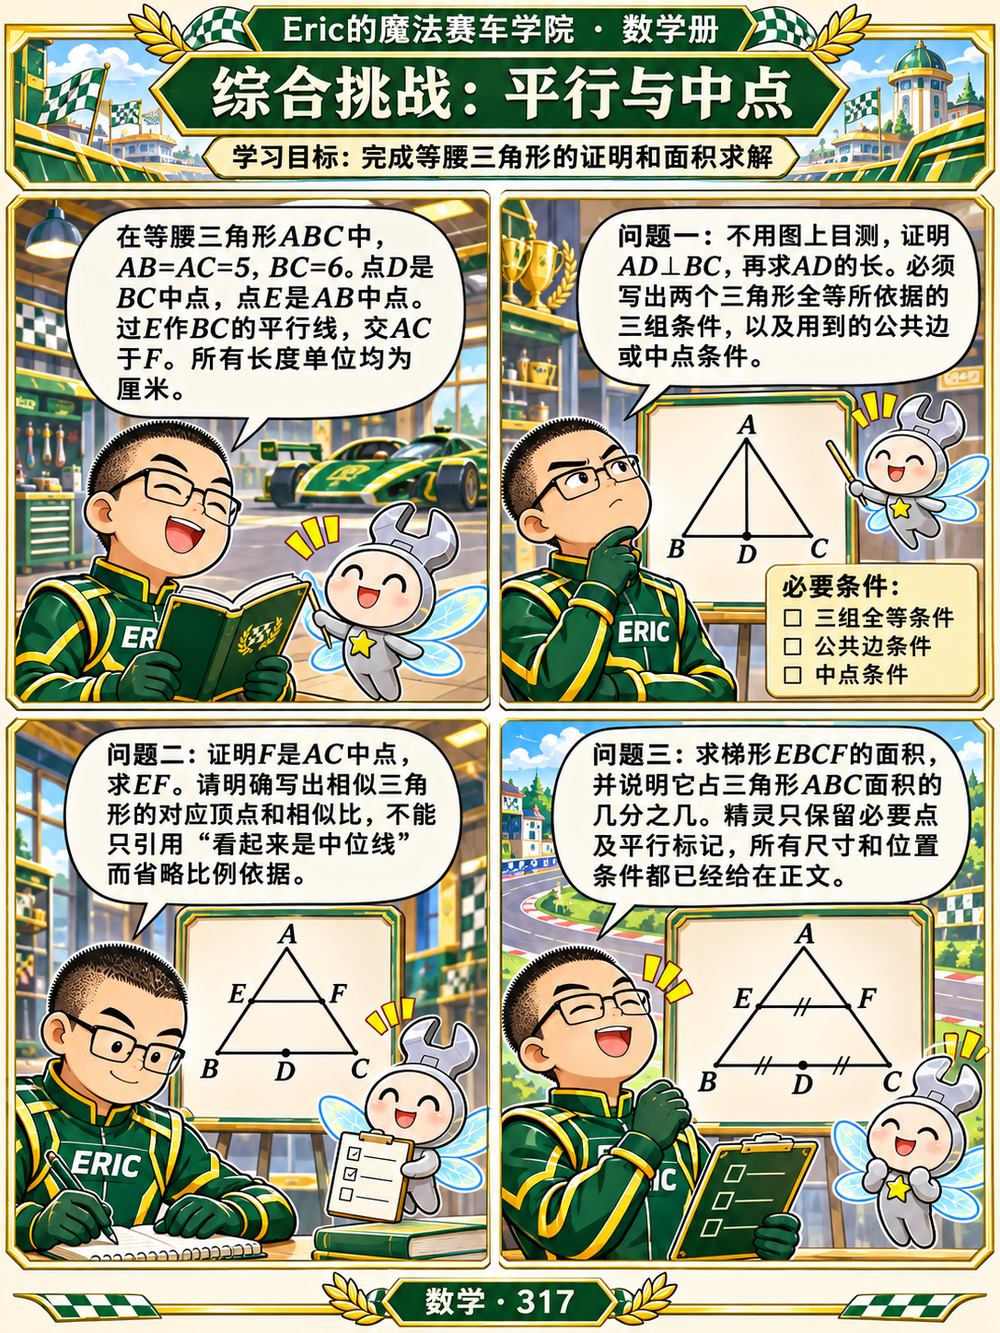 Eric的魔法赛车学院 · 数学册
综合挑战：平行与中点
学习目标：完成等腰三角形的证明和面积求解
在等腰三角形ABC中，
AB=AC=5, BC=6。点D是
BC中点，点E是AB中点。
过E作BC的平行线，交AC
于F。所有长度单位均为
厘米。
ER
问题一：不用图上目测，证明
AD⊥BC，再求AD的长。必须
写出两个三角形全等所依据的
三组条件，以及用到的公共边
或中点条件。
A
B
D
C
必要条件：
□ 三组全等条件
□ 公共边条件
□ 中点条件
ERIC
问题二：证明F是AC中点，
求EF。请明确写出相似三角
形的对应顶点和相似比，不能
只引用“看起来是中位线”
而省略比例依据。
A
E
F
B
D
C
ERIC
问题三：求梯形EBCF的面积，
并说明它占三角形ABC面积的
几分之几。精灵只保留必要点
及平行标记，所有尺寸和位置
条件都已经给在正文。
A
E
F
B
D
C
IC
数学 · 317